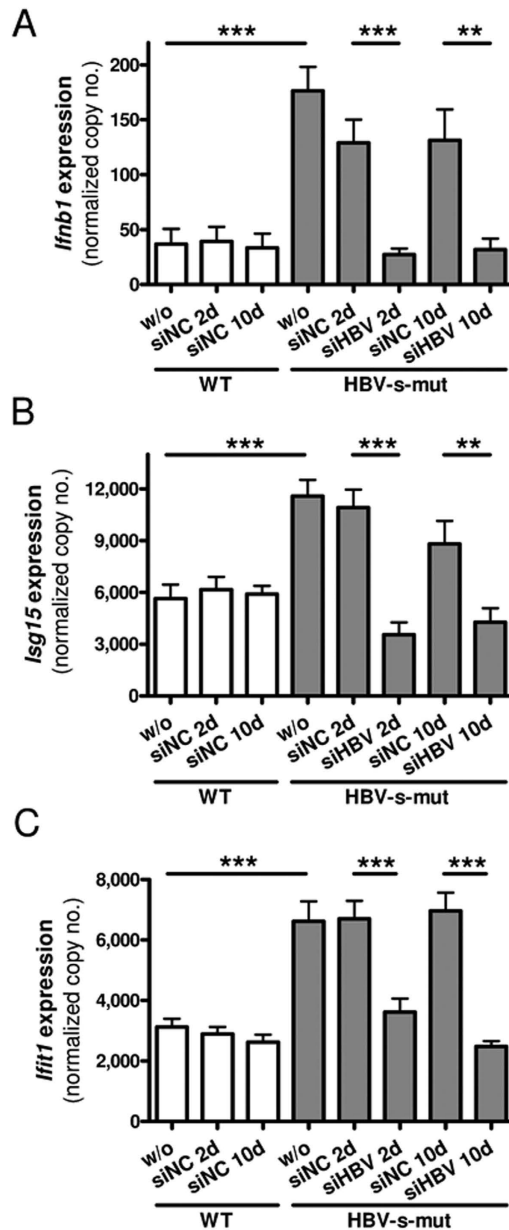 A
*** *** **
Ifnb1 expression
(normalized copy no.)
200
150
100
50
0
w/o siNC 2d siNC 10d w/o siNC 2d siHBV 2d siNC 10d siHBV 10d
WT HBV-s-mut
B
*** *** **
Isg15 expression
(normalized copy no.)
12,000
9,000
6,000
3,000
0
w/o siNC 2d siNC 10d w/o siNC 2d siHBV 2d siNC 10d siHBV 10d
WT HBV-s-mut
C
*** *** ***
Ifit1 expression
(normalized copy no.)
8,000
6,000
4,000
2,000
0
w/o siNC 2d siNC 10d w/o siNC 2d siHBV 2d siNC 10d siHBV 10d
WT HBV-s-mut